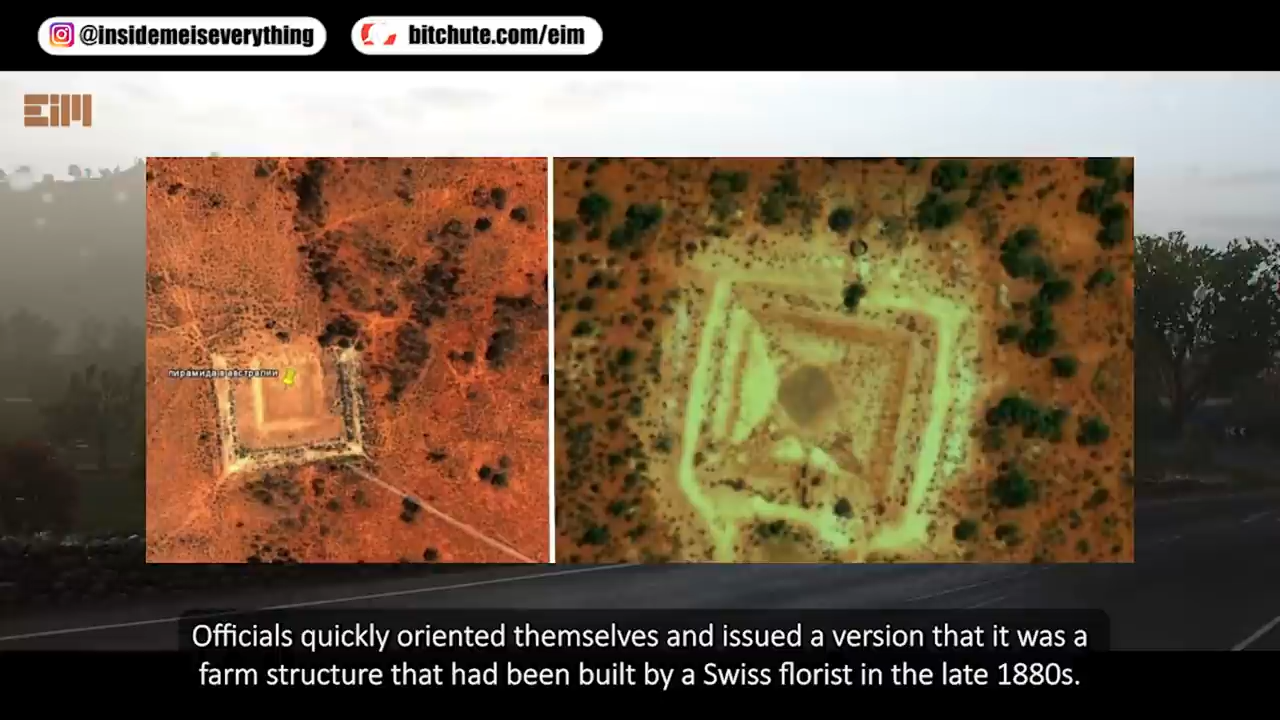 @insidemeiseverything
bitchute.com/eim
EIM
пирамида в австралии
Officials quickly oriented themselves and issued a version that it was a
farm structure that had been built by a Swiss florist in the late 1880s.